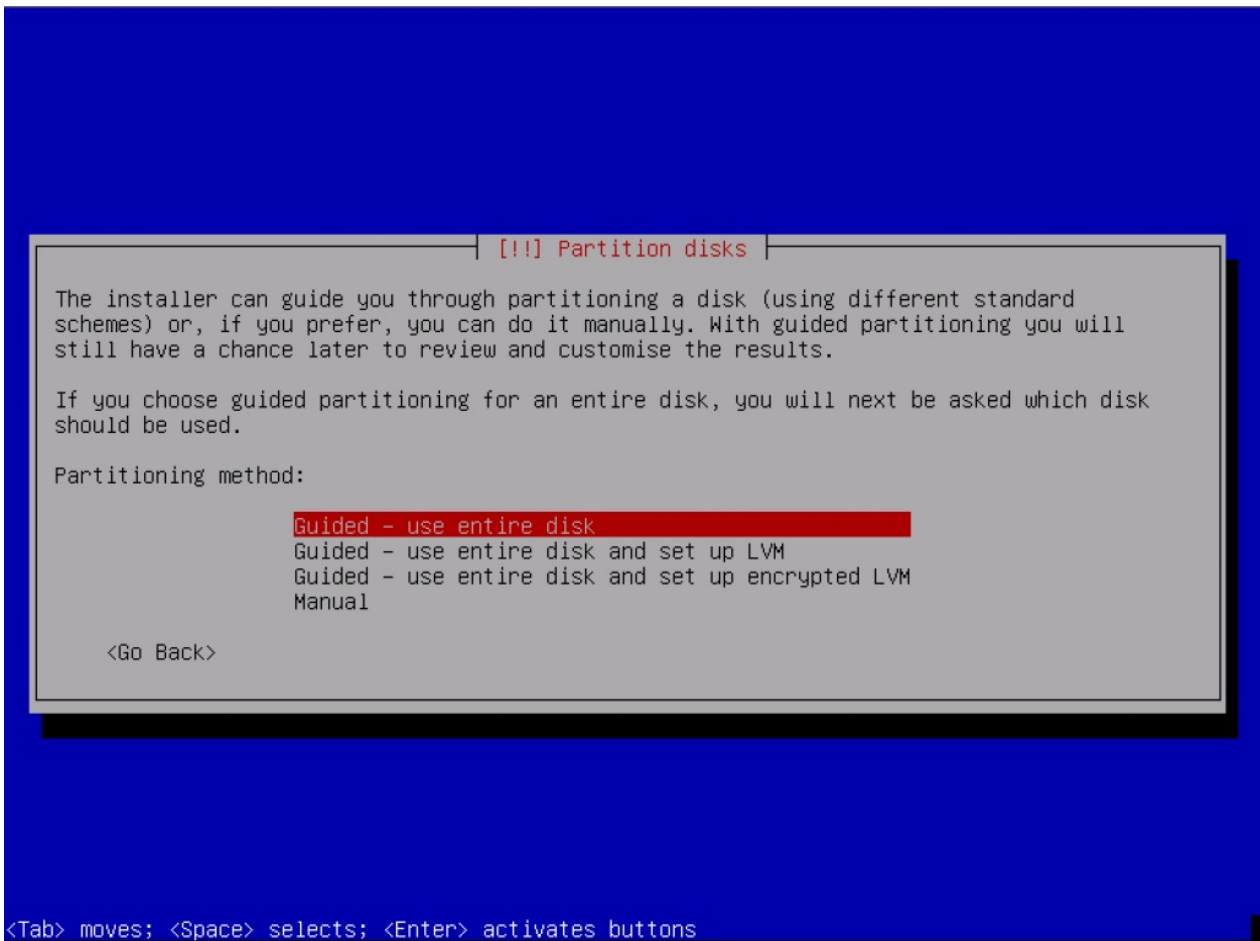 [!!] Partition disks
The installer can guide you through partitioning a disk (using different standard
schemes) or, if you prefer, you can do it manually. With guided partitioning you will
still have a chance later to review and customise the results.
If you choose guided partitioning for an entire disk, you will next be asked which disk
should be used.
Partitioning method:
Guided – use entire disk
Guided – use entire disk and set up LVM
Guided – use entire disk and set up encrypted LVM
Manual
<Go Back>
<Tab> moves; <Space> selects; <Enter> activates buttons